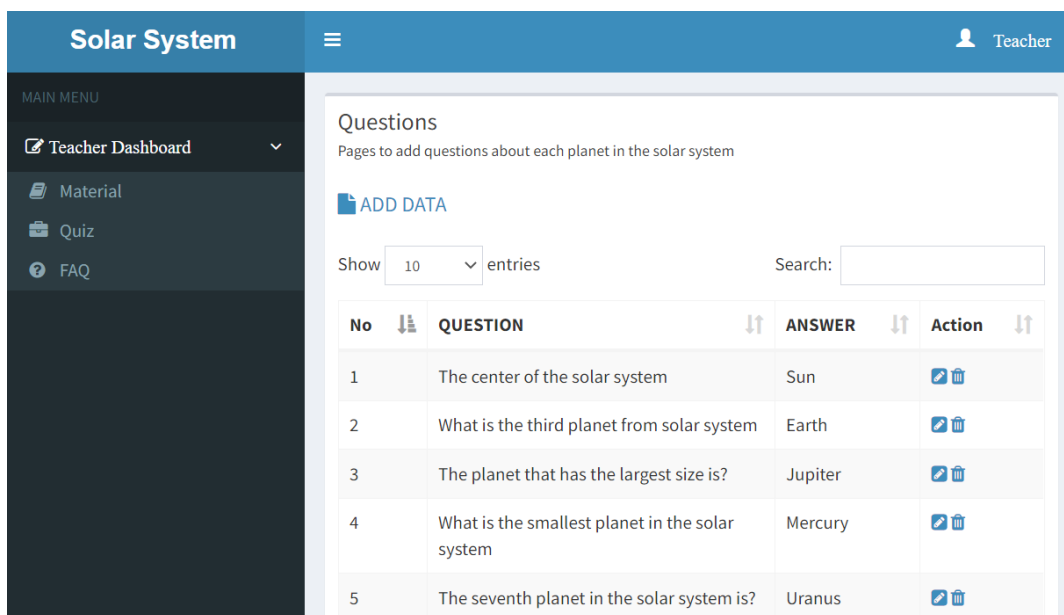 Solar System
Teacher
MAIN MENU
Teacher Dashboard
Material
Quiz
FAQ
Questions
Pages to add questions about each planet in the solar system
ADD DATA
Show 10 entries
Search:
No QUESTION ANSWER Action
1 The center of the solar system Sun
2 What is the third planet from solar system Earth
3 The planet that has the largest size is? Jupiter
4 What is the smallest planet in the solar Mercury
system
5 The seventh planet in the solar system is? Uranus